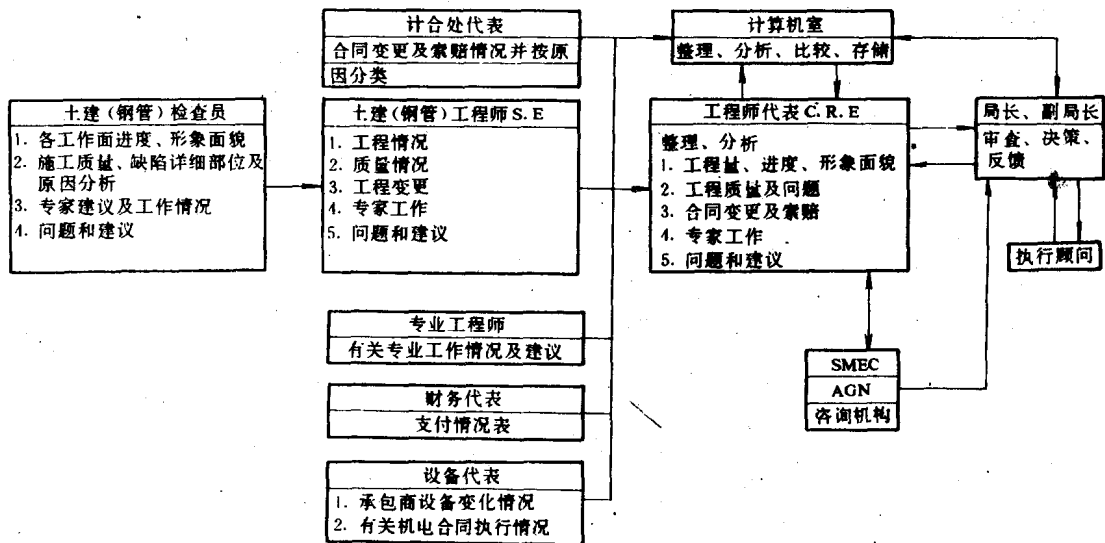 计合处代表
合同变更及索赔情况并按原
因分类
计算机室
整理、分析、比较、存储
土建（钢管）检查员
1. 各工作面进度、形象面貌
2. 施工质量、缺陷详细部位及
原因分析
3. 专家建议及工作情况
4. 问题和建议
土建（钢管）工程师S.E
1. 工程情况
2. 质量情况
3. 工程变更
4. 专家工作
5. 问题和建议
工程师代表C.R.E
整理、分析
1. 工程量、进度、形象面貌
2. 工程质量及问题
3. 合同变更及索赔
4. 专家工作
5. 问题和建议
局长、副局长
审查、决策、
反馈
执行顾问
专业工程师
有关专业工作情况及建议
SMEC
AGN
咨询机构
财务代表
支付情况表
设备代表
1. 承包商设备变化情况
2. 有关机电合同执行情况